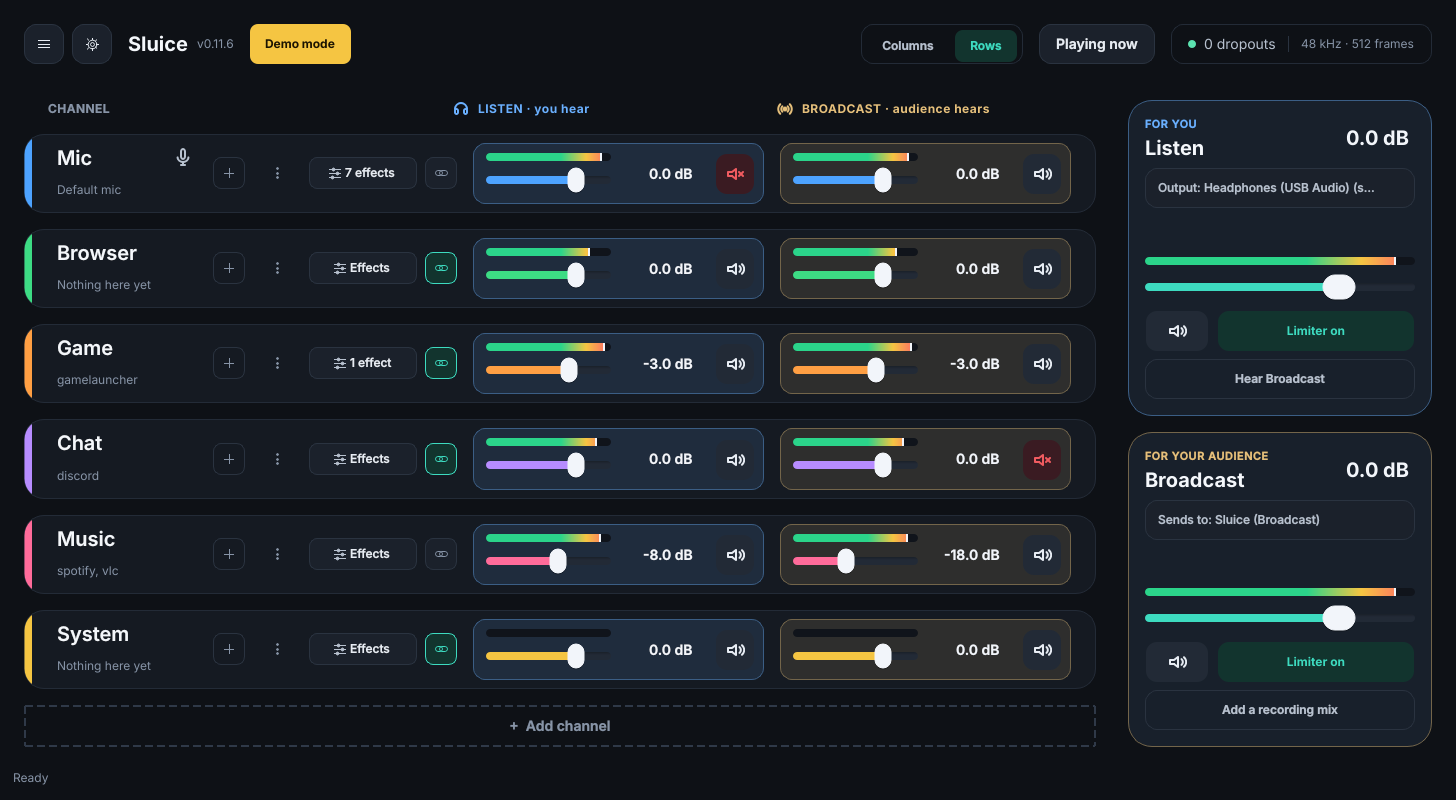 Sluice v0.11.6 Demo mode Columns Rows Playing now 0 dropouts 48 kHz · 512 frames
CHANNEL LISTEN · you hear BROADCAST · audience hears
Mic
Default mic
7 effects 0.0 dB 0.0 dB
Browser
Nothing here yet
Effects 0.0 dB 0.0 dB
Game
gamelauncher
1 effect -3.0 dB -3.0 dB
Chat
discord
Effects 0.0 dB 0.0 dB
Music
spotify, vlc
Effects -8.0 dB -18.0 dB
System
Nothing here yet
Effects 0.0 dB 0.0 dB
+ Add channel
FOR YOU
Listen 0.0 dB
Output: Headphones (USB Audio) (s...
Limiter on
Hear Broadcast
FOR YOUR AUDIENCE
Broadcast 0.0 dB
Sends to: Sluice (Broadcast)
Limiter on
Add a recording mix
Ready